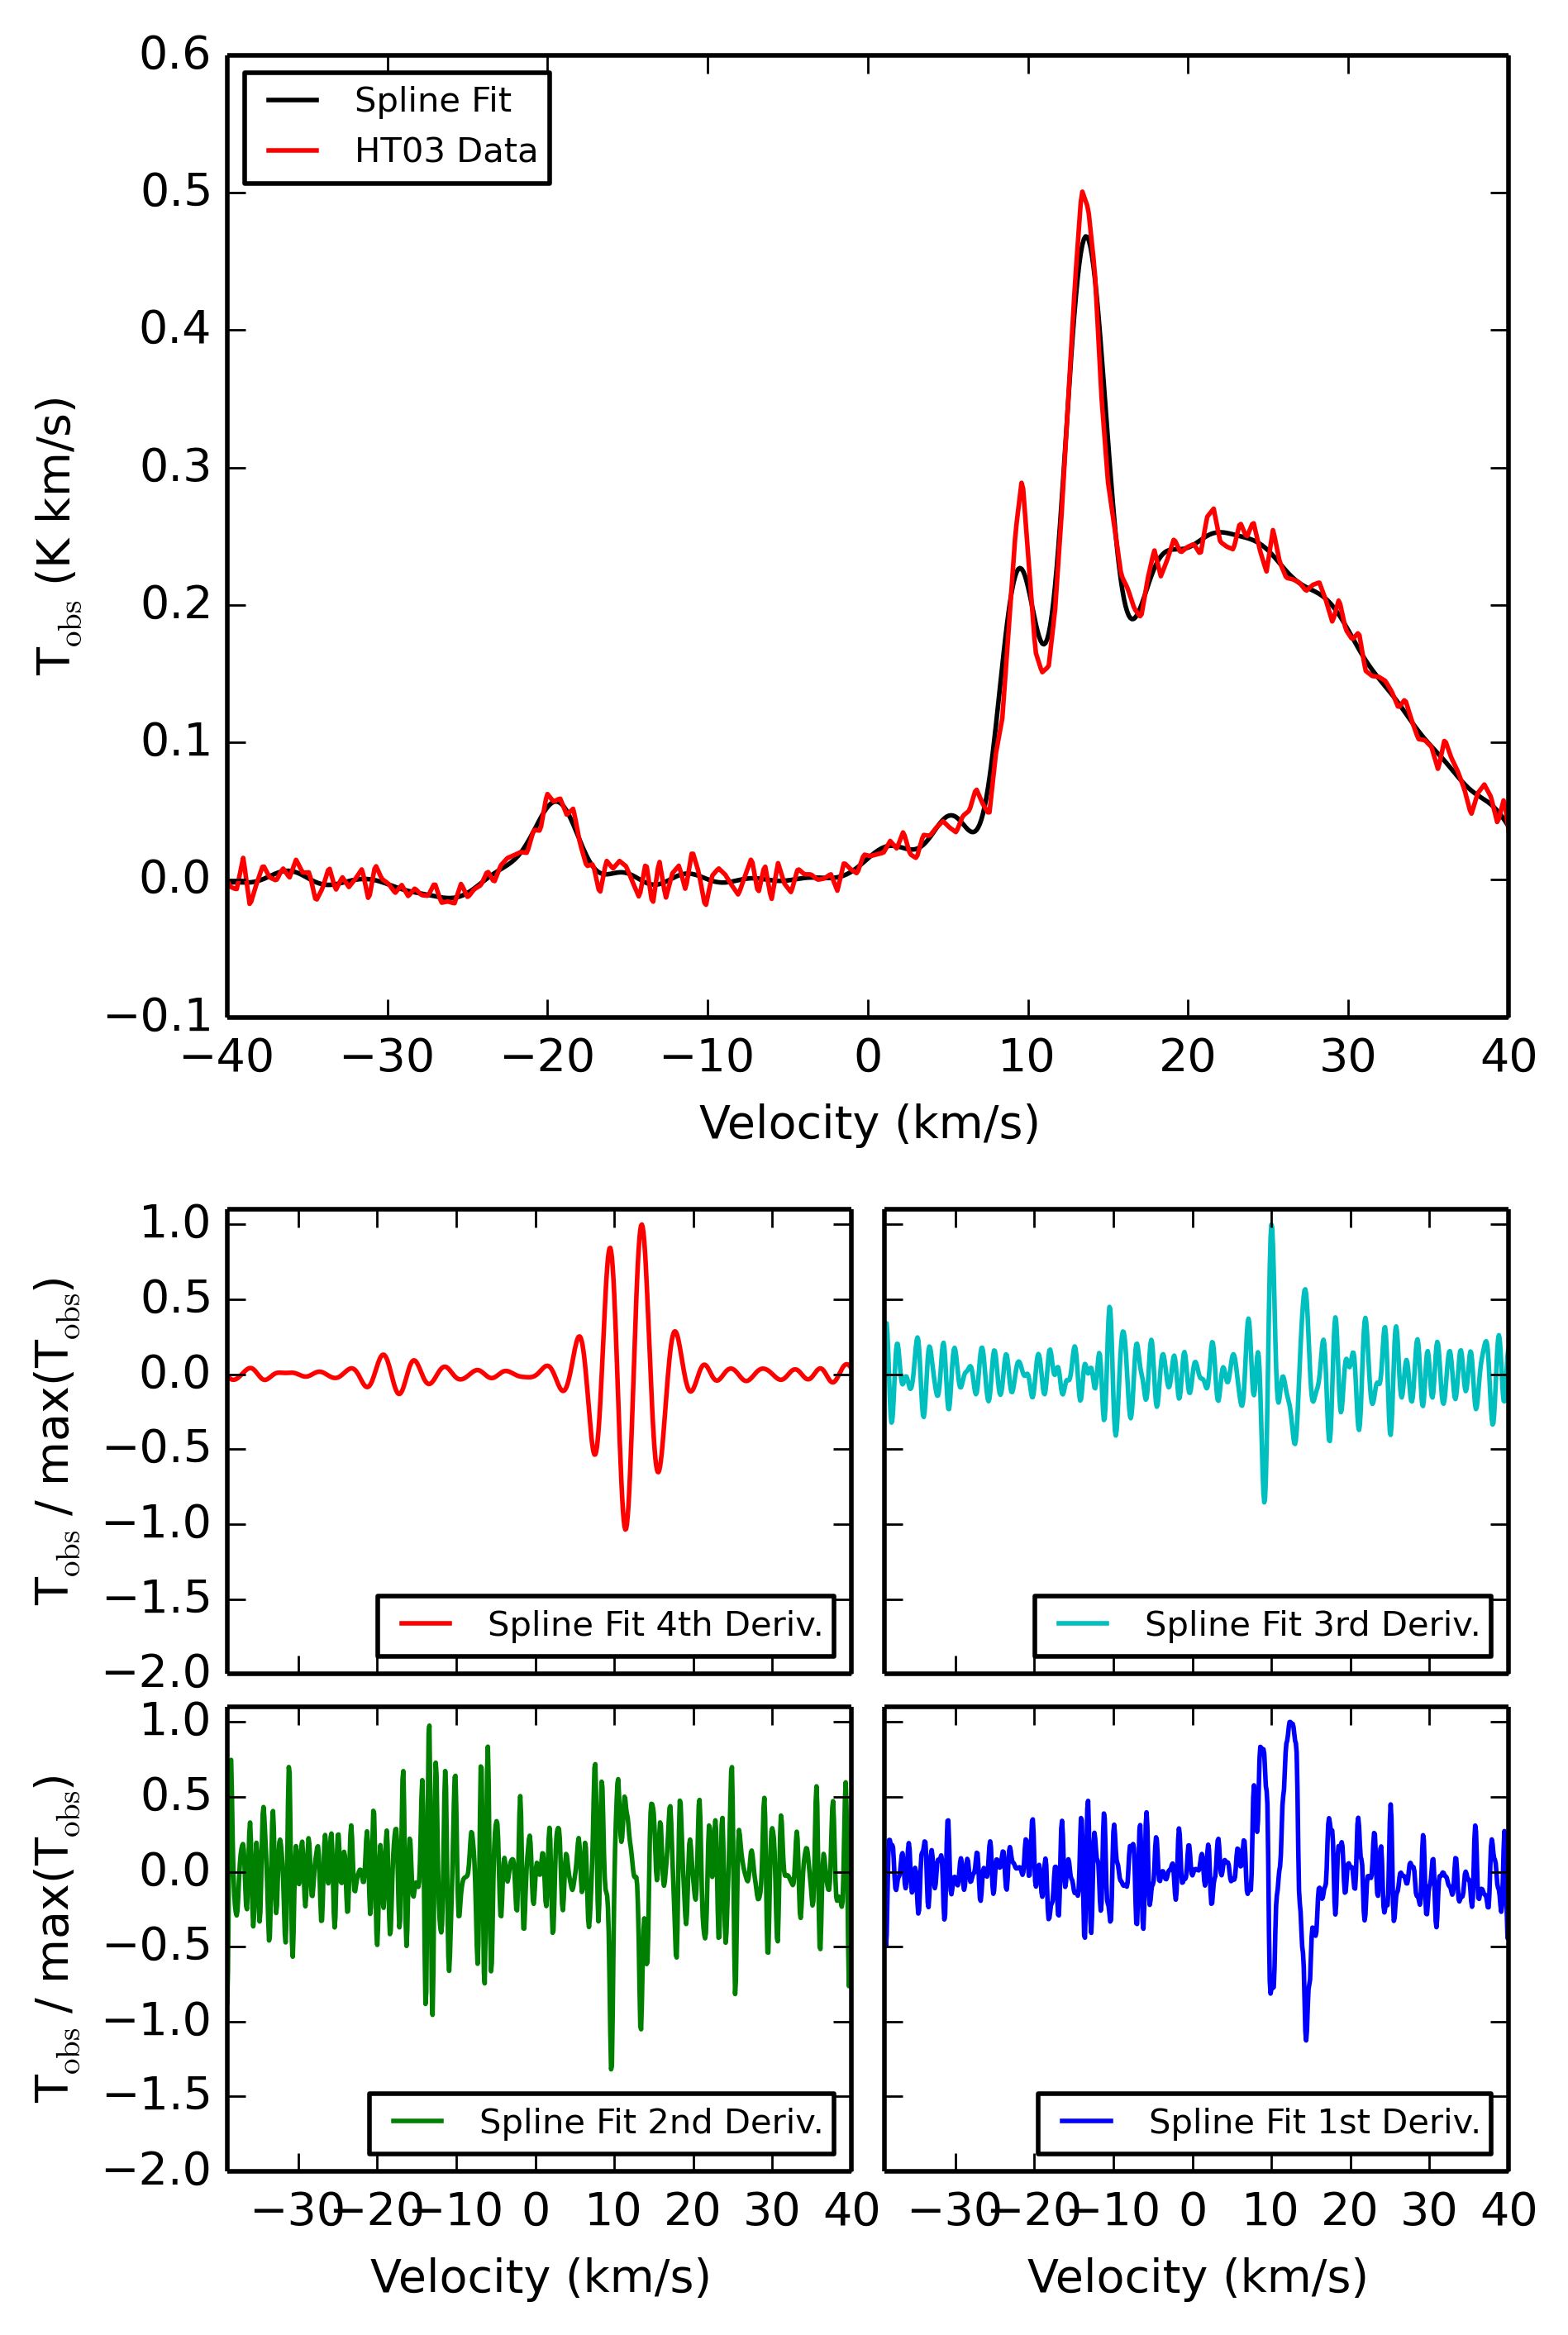 0.6
0.5
0.4
0.3
0.2
0.1
0.0
−0.1
T_obs (K km/s)
Spline Fit
HT03 Data
−40 −30 −20 −10 0 10 20 30 40
Velocity (km/s)
1.0
0.5
0.0
−0.5
−1.0
−1.5
−2.0
T_obs / max(T_obs)
Spline Fit 4th Deriv.
Spline Fit 3rd Deriv.
1.0
0.5
0.0
−0.5
−1.0
−1.5
−2.0
T_obs / max(T_obs)
Spline Fit 2nd Deriv.
Spline Fit 1st Deriv.
−30 −20 −10 0 10 20 30 40
−30 −20 −10 0 10 20 30 40
Velocity (km/s)
Velocity (km/s)